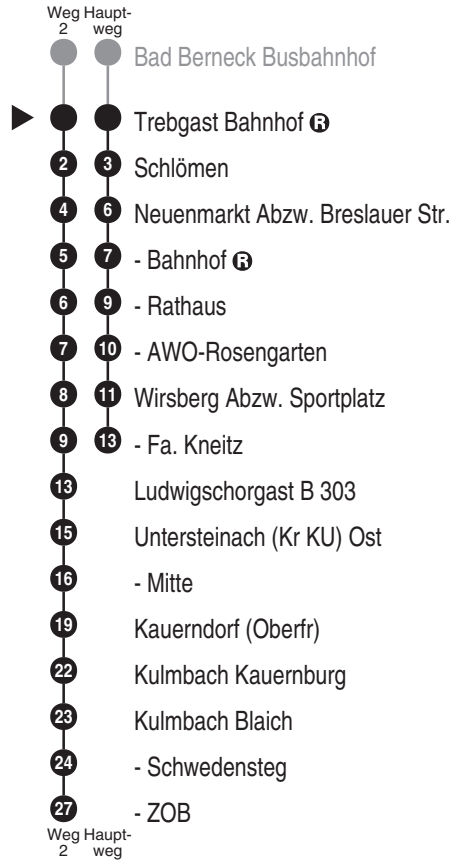 Weg Haupt-
2 weg
Bad Berneck Busbahnhof
Trebgast Bahnhof R
2 3 Schlömen
4 6 Neuenmarkt Abzw. Breslauer Str.
5 7 - Bahnhof R
6 9 - Rathaus
7 10 - AWO-Rosengarten
8 11 Wirsberg Abzw. Sportplatz
9 13 - Fa. Kneitz
13 Ludwigschorgast B 303
15 Untersteinach (Kr KU) Ost
16 - Mitte
19 Kauerndorf (Oberfr)
22 Kulmbach Kauernburg
23 Kulmbach Blaich
24 - Schwedensteg
27 - ZOB
Weg Haupt-
2 weg